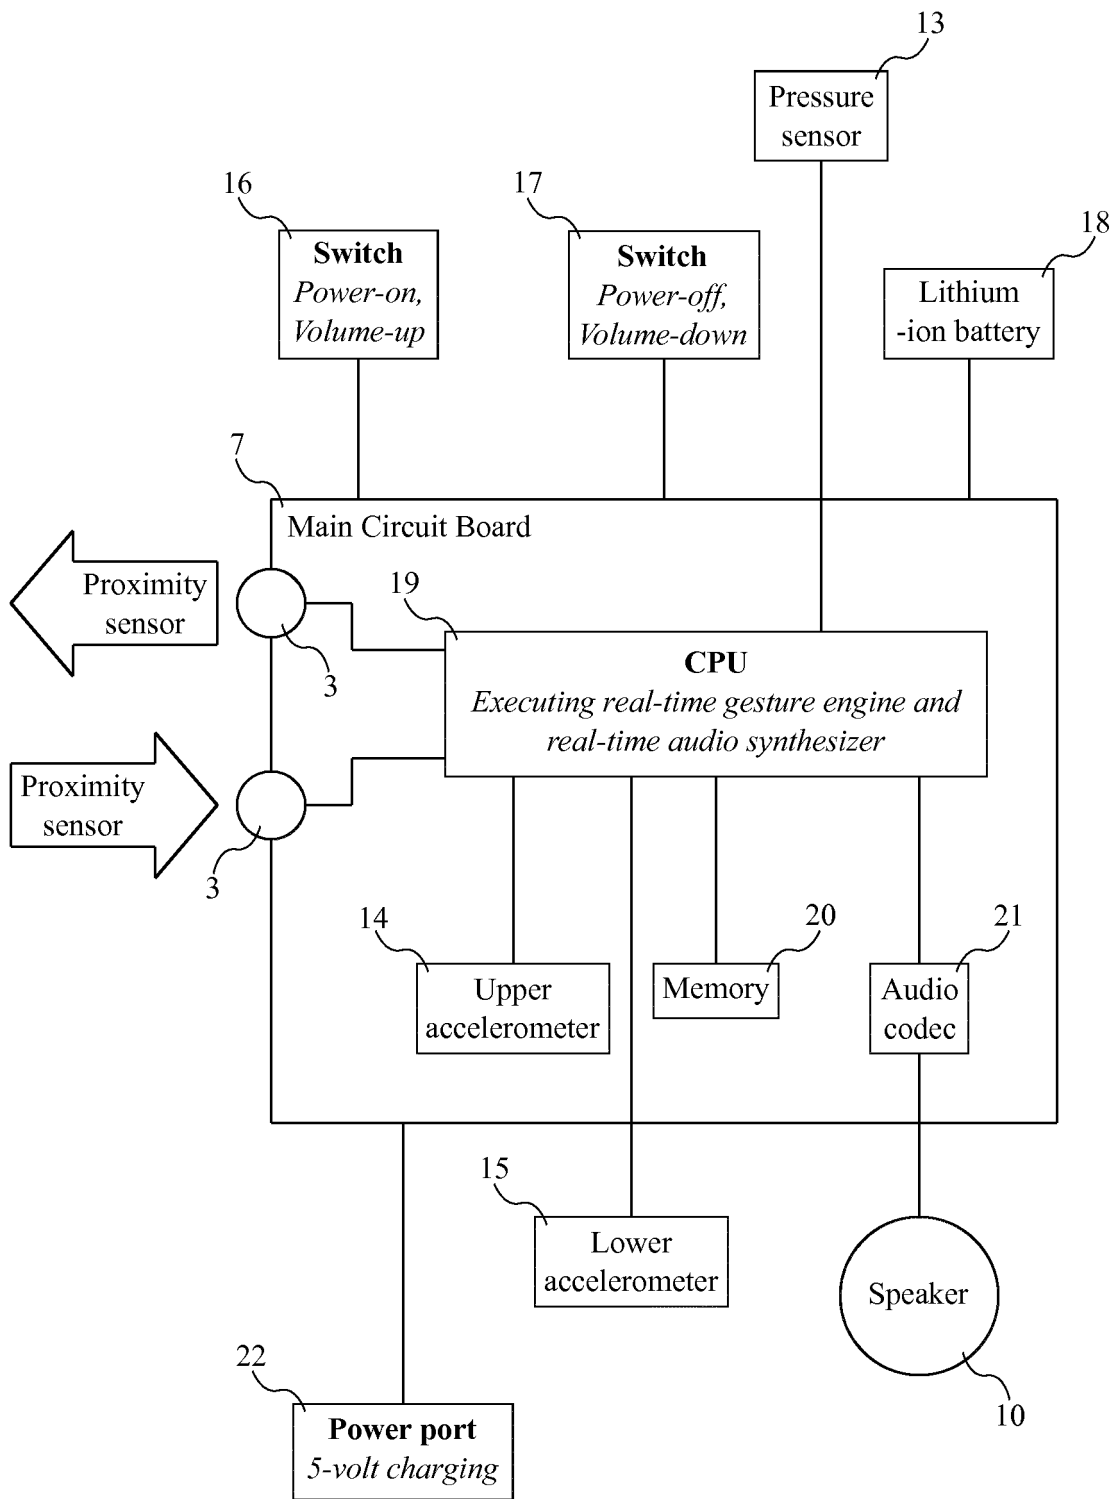 13
Pressure
sensor
16
17
Switch
Power-on,
Volume-up
Switch
Power-off,
Volume-down
18
Lithium
-ion battery
7
Main Circuit Board
Proximity
sensor
3
19
CPU
Executing real-time gesture engine and
real-time audio synthesizer
Proximity
sensor
3
14
Upper
accelerometer
20
Memory
21
Audio
codec
15
Lower
accelerometer
Speaker
10
22
Power port
5-volt charging